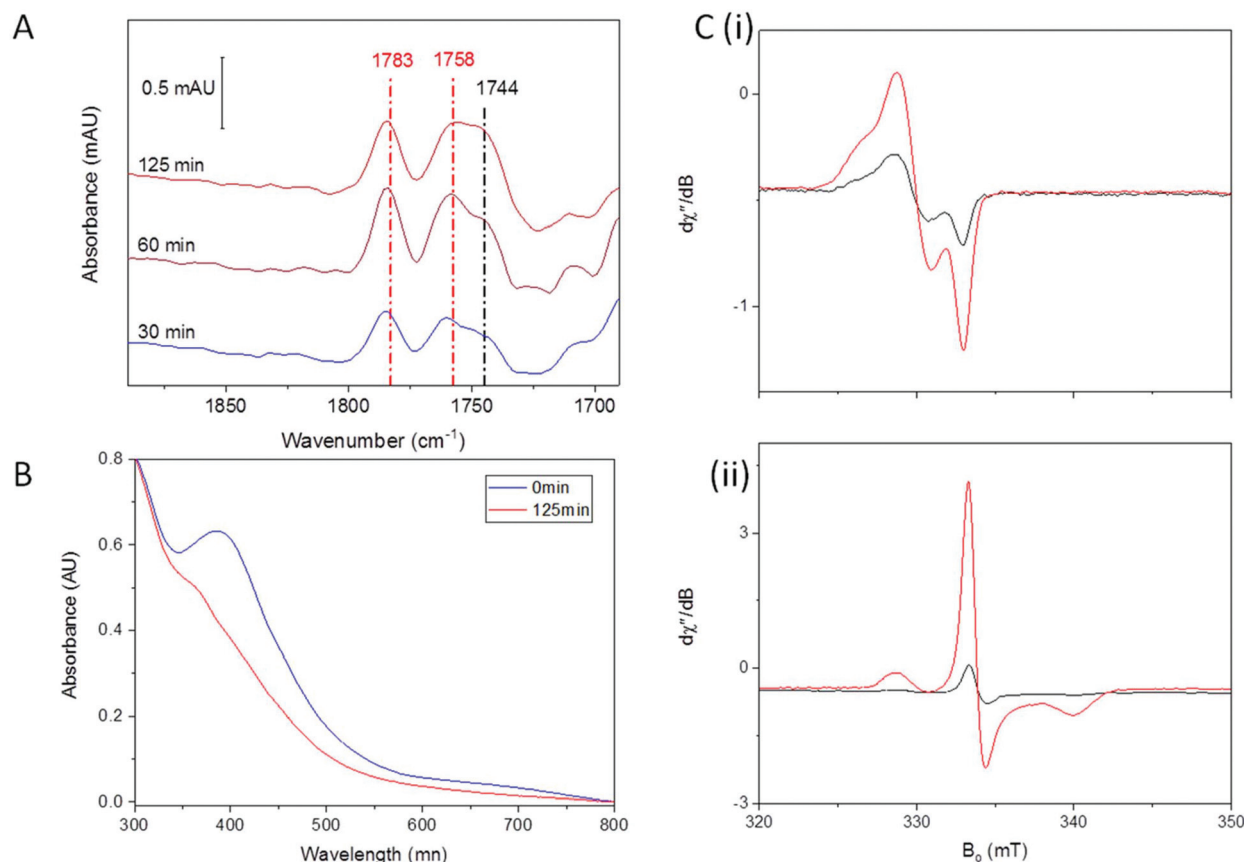 A
1783
1758
1744
0.5 mAU
125 min
60 min
30 min
Absorbance (mAU)
1850
1800
1750
1700
Wavenumber (cm⁻¹)
B
0.8
0.6
0.4
0.2
0.0
Absorbance (AU)
0min
125min
300
400
500
600
700
800
Wavelength (mn)
C (i)
0
-1
dχ″/dB
(ii)
3
0
-3
dχ″/dB
320
330
340
350
B₀ (mT)